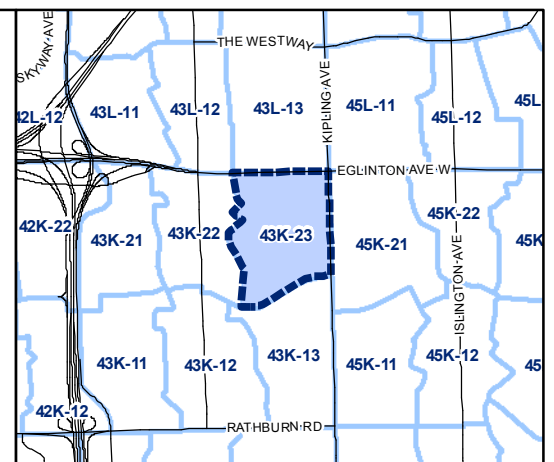 SKYWAY AVE
THE WESTWAY
KIPLING AVE
42L-12
43L-11
43L-12
43L-13
45L-11
45L-12
45L
EGLINTON AVE W
42K-22
43K-21
43K-22
43K-23
45K-21
45K-22
45K
ISLINGTON AVE
43K-11
43K-12
43K-13
45K-11
45K-12
45
42K-12
RATHBURN RD